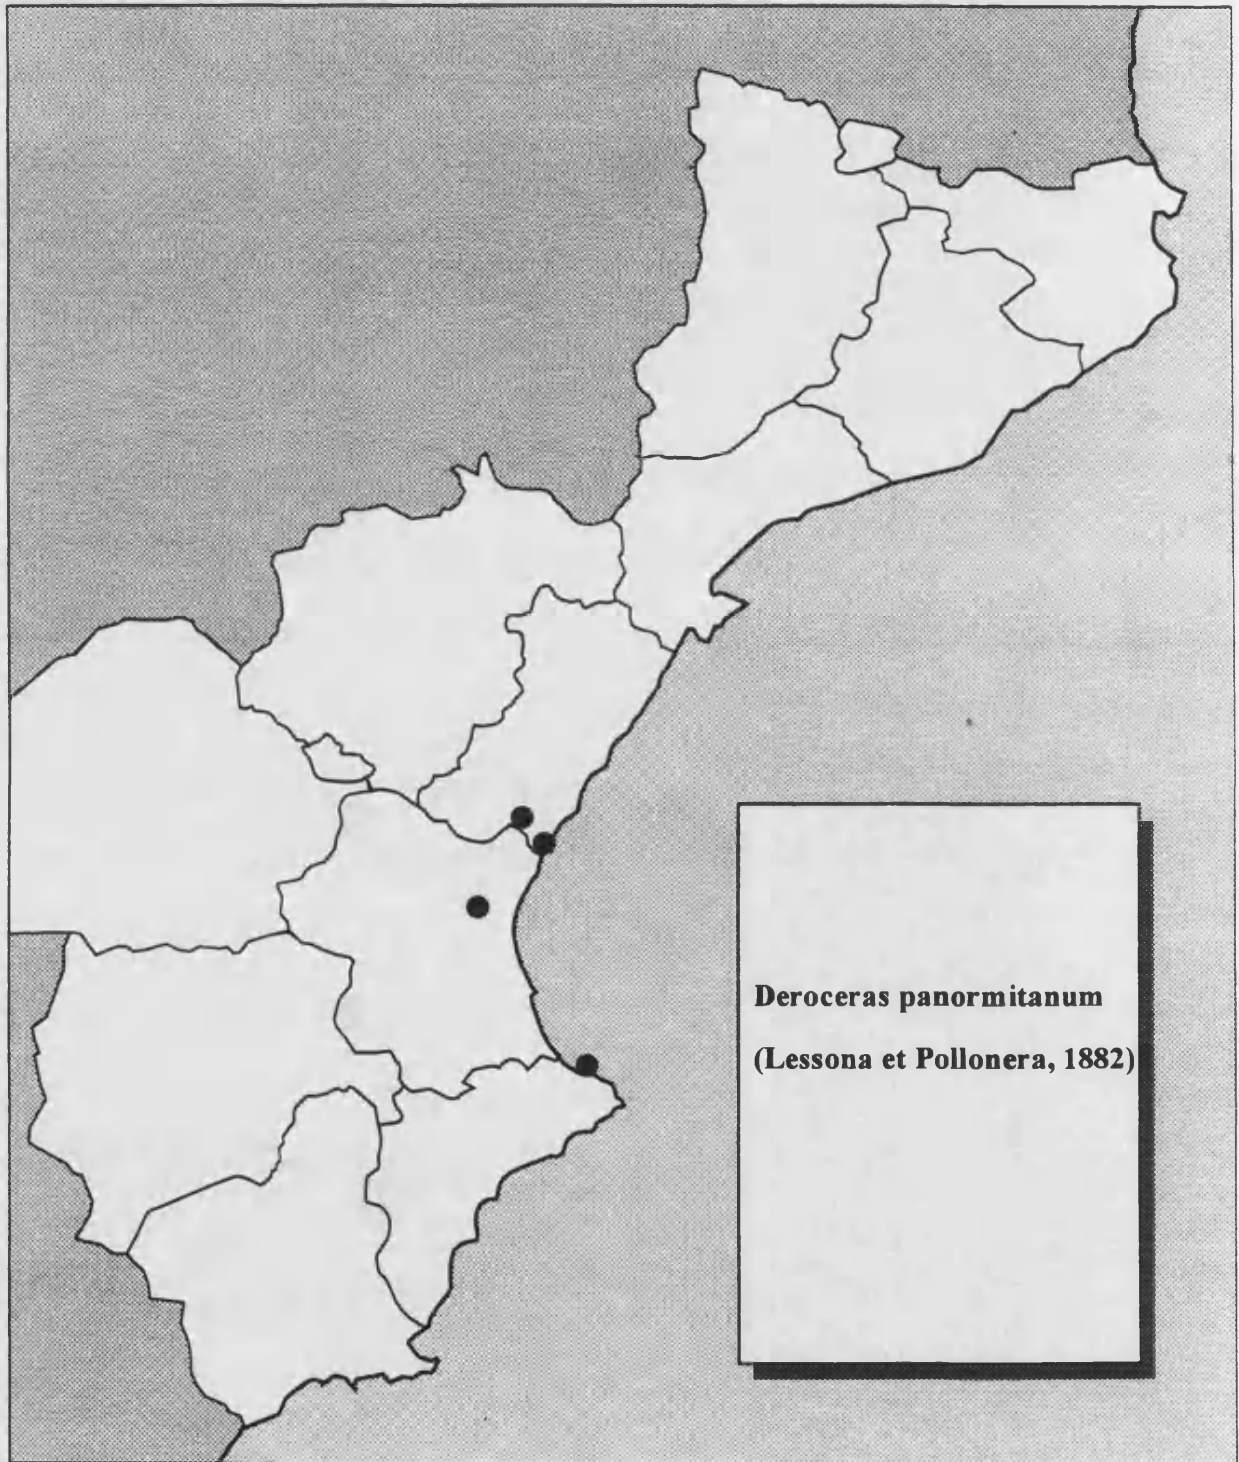 Deroceras panormitanum
(Lessona et Pollonera, 1882)